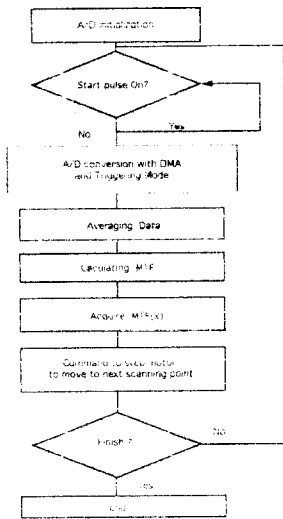 A/D initialization
Start pulse On?
Yes
No
A/D conversion with DMA
and Triggering Mode
Averaging Data
Calculating MTF
Acquire MTF(x)
Command to step motor
to move to next scanning point
Finish ?
No
Yes
End